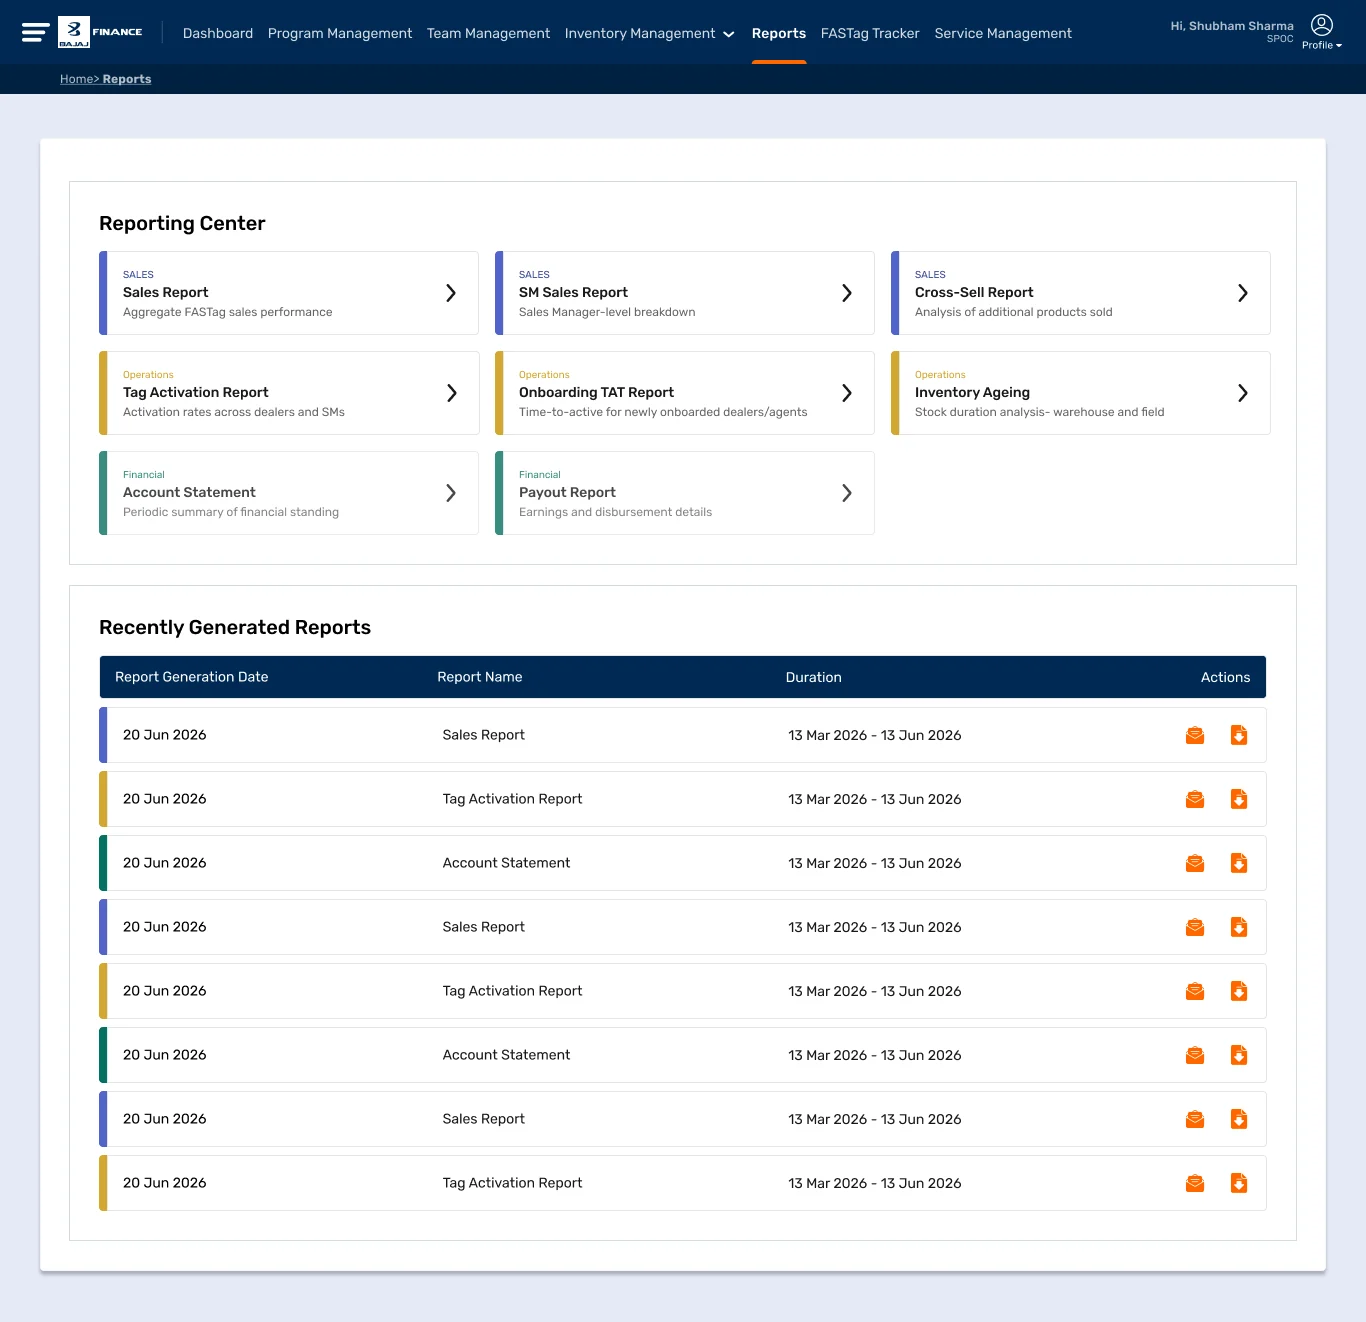 BAJAJ FINANCE
Dashboard Program Management Team Management Inventory Management Reports FASTag Tracker Service Management
Hi, Shubham Sharma
SPOC
Profile
Home> Reports
Reporting Center
SALES
Sales Report
Aggregate FASTag sales performance
SALES
SM Sales Report
Sales Manager-level breakdown
SALES
Cross-Sell Report
Analysis of additional products sold
Operations
Tag Activation Report
Activation rates across dealers and SMs
Operations
Onboarding TAT Report
Time-to-active for newly onboarded dealers/agents
Operations
Inventory Ageing
Stock duration analysis- warehouse and field
Financial
Account Statement
Periodic summary of financial standing
Financial
Payout Report
Earnings and disbursement details
Recently Generated Reports
Report Generation Date Report Name Duration Actions
20 Jun 2026 Sales Report 13 Mar 2026 - 13 Jun 2026
20 Jun 2026 Tag Activation Report 13 Mar 2026 - 13 Jun 2026
20 Jun 2026 Account Statement 13 Mar 2026 - 13 Jun 2026
20 Jun 2026 Sales Report 13 Mar 2026 - 13 Jun 2026
20 Jun 2026 Tag Activation Report 13 Mar 2026 - 13 Jun 2026
20 Jun 2026 Account Statement 13 Mar 2026 - 13 Jun 2026
20 Jun 2026 Sales Report 13 Mar 2026 - 13 Jun 2026
20 Jun 2026 Tag Activation Report 13 Mar 2026 - 13 Jun 2026